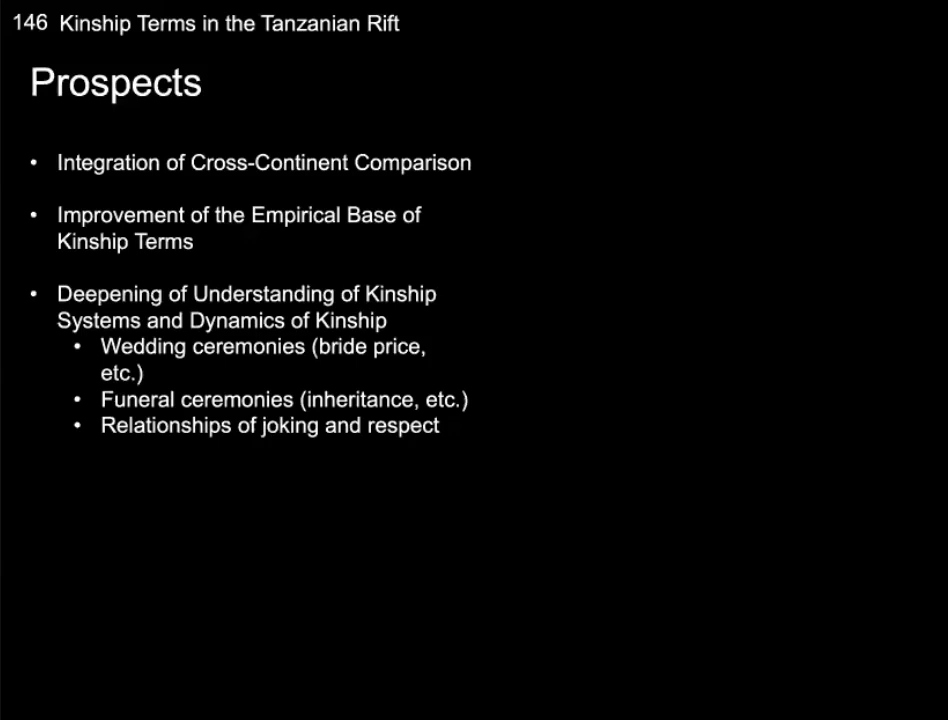 146 Kinship Terms in the Tanzanian Rift
Prospects
• Integration of Cross-Continent Comparison
• Improvement of the Empirical Base of
Kinship Terms
• Deepening of Understanding of Kinship
Systems and Dynamics of Kinship
• Wedding ceremonies (bride price,
etc.)
• Funeral ceremonies (inheritance, etc.)
• Relationships of joking and respect